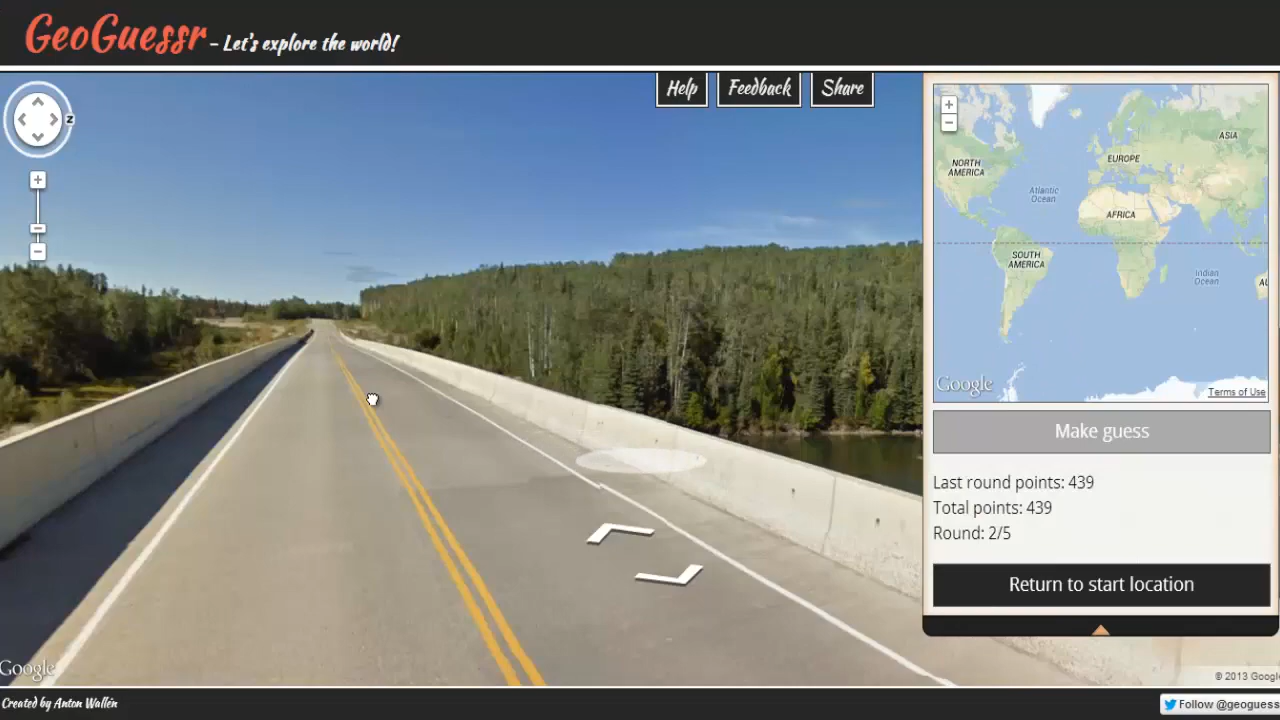 GeoGuessr - Let's explore the world!
Help Feedback Share
z
NORTH AMERICA
EUROPE
ASIA
Atlantic Ocean
AFRICA
SOUTH AMERICA
Indian Ocean
AU
Google
Terms of Use
Make guess
Last round points: 439
Total points: 439
Round: 2/5
Return to start location
Google
© 2013 Google
Created by Anton Wallén
Follow @geoguess